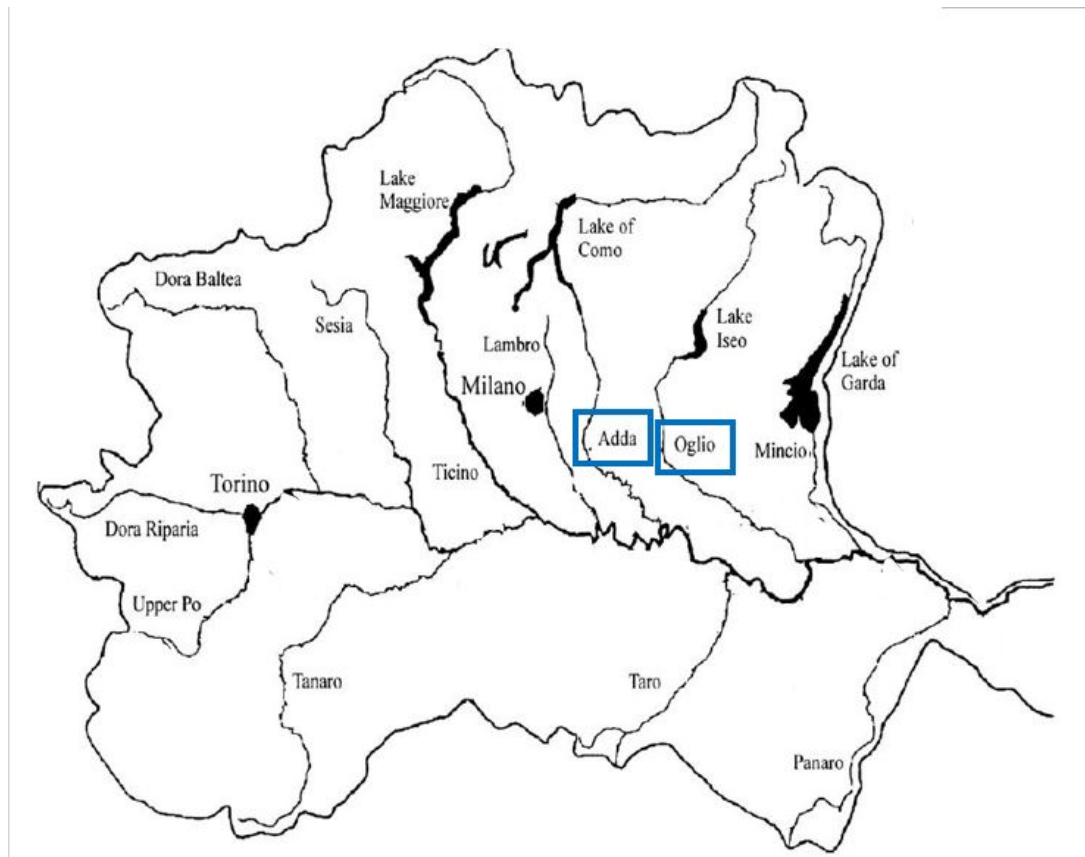 Lake
Maggiore
Lake of
Como
Dora Baltea
Sesia
Lambro
Lake
Iseo
Lake of
Garda
Milano
Adda
Oglio
Mincio
Ticino
Torino
Dora Riparia
Upper Po
Tanaro
Taro
Panaro